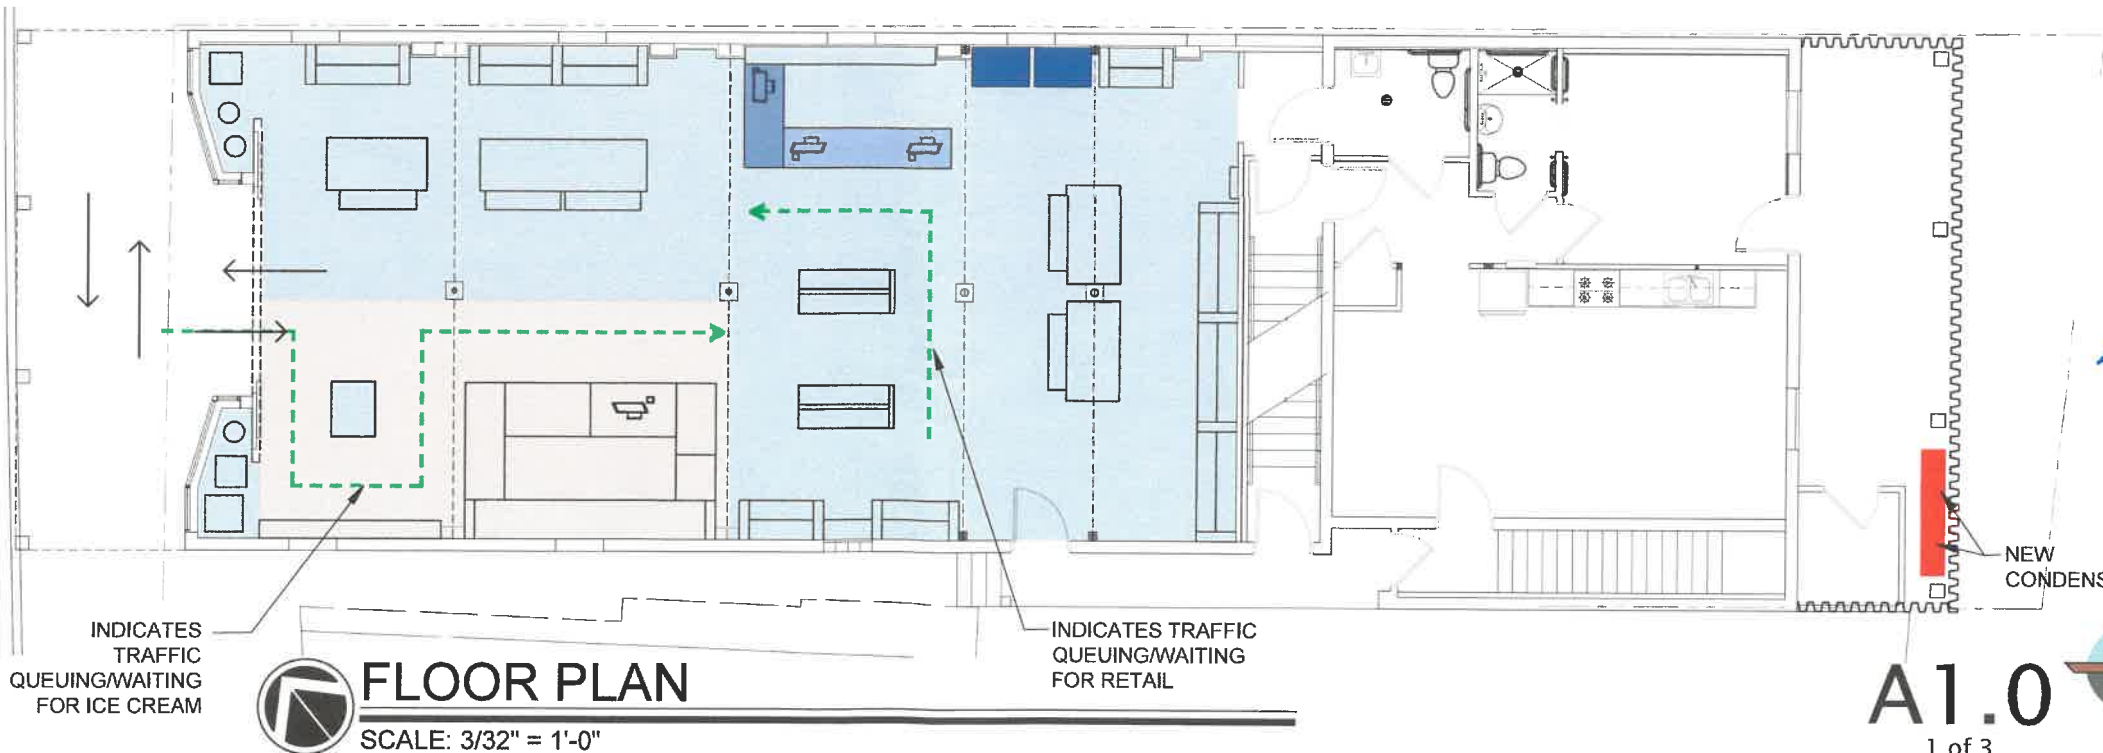 INDICATES
TRAFFIC
QUEUING/WAITING
FOR ICE CREAM
FLOOR PLAN
SCALE: 3/32" = 1'-0"
INDICATES TRAFFIC
QUEUING/WAITING
FOR RETAIL
NEW
CONDENS
A1.0
1 of 3